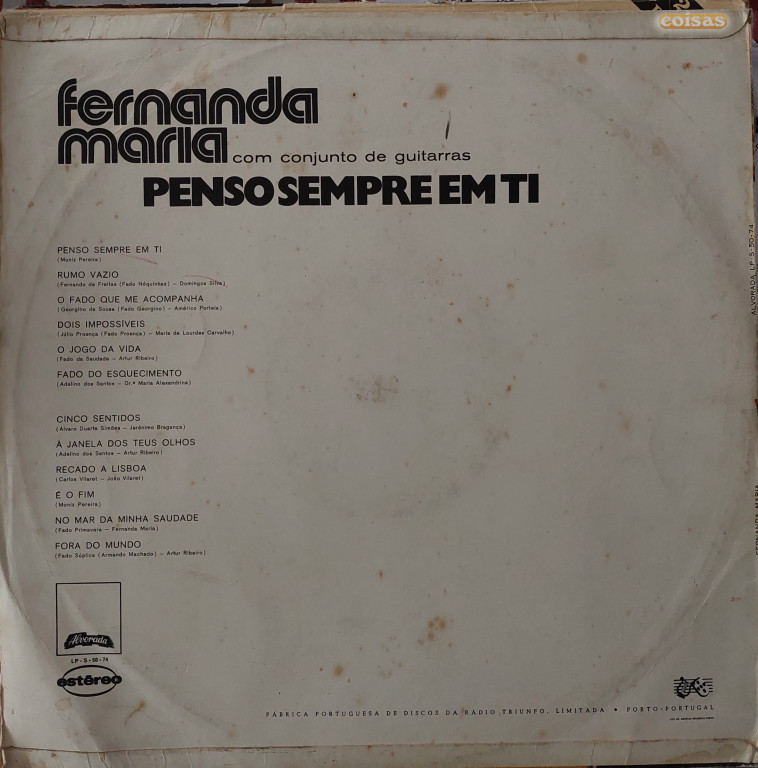 coisas
fernanda
maria com conjunto de guitarras
PENSO SEMPRE EM TI
PENSO SEMPRE EM TI
(Moniz Pereira)
RUMO VAZIO
(Fernando de Freitas (Fado Nóquinhas) – Domingos Silva)
O FADO QUE ME ACOMPANHA
(Georgino de Sousa (Fado Georgino) – Américo Portela)
DOIS IMPOSSÍVEIS
(Júlio Proença (Fado Proença) – Maria de Lourdes Carvalho)
O JOGO DA VIDA
(Fado da Saudade – Artur Ribeiro)
FADO DO ESQUECIMENTO
(Adelino dos Santos – Dr.ª Maria Alexandrina)
CINCO SENTIDOS
(Álvaro Duarte Simões – Jerónimo Bragança)
À JANELA DOS TEUS OLHOS
(Adelino dos Santos – Artur Ribeiro)
RECADO A LISBOA
(Carlos Vilaret – João Vilaret)
É O FIM
(Moniz Pereira)
NO MAR DA MINHA SAUDADE
(Fado Primavera – Fernanda Maria)
FORA DO MUNDO
(Fado Súplica (Armando Machado) – Artur Ribeiro)
Alvorada
LP - S - 50 - 74
estéreo
FÁBRICA PORTUGUESA DE DISCOS DA RÁDIO TRIUNFO, LIMITADA • PORTO-PORTUGAL
ALVORADA LP-S-50-74
FERNANDA MARIA